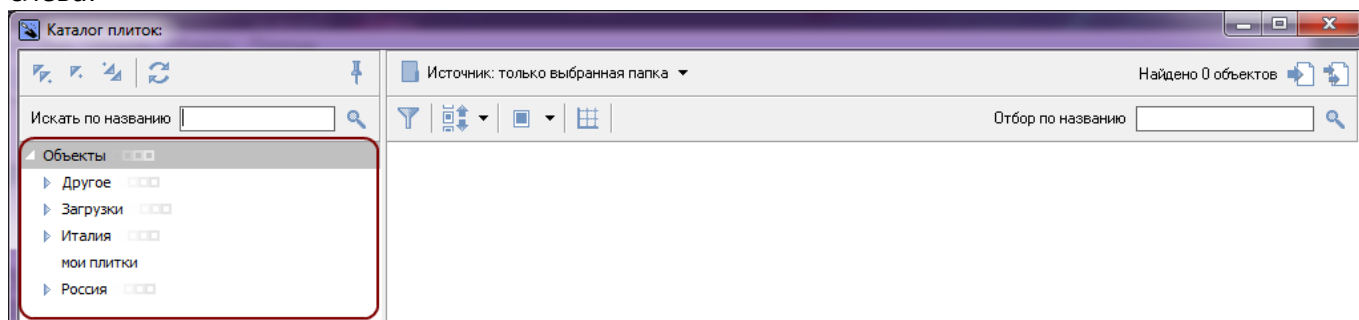 Каталог плиток:
Источник: только выбранная папка
Найдено 0 объектов
Искать по названию
Отбор по названию
Объекты
Другое
Загрузки
Италия
мои плитки
Россия